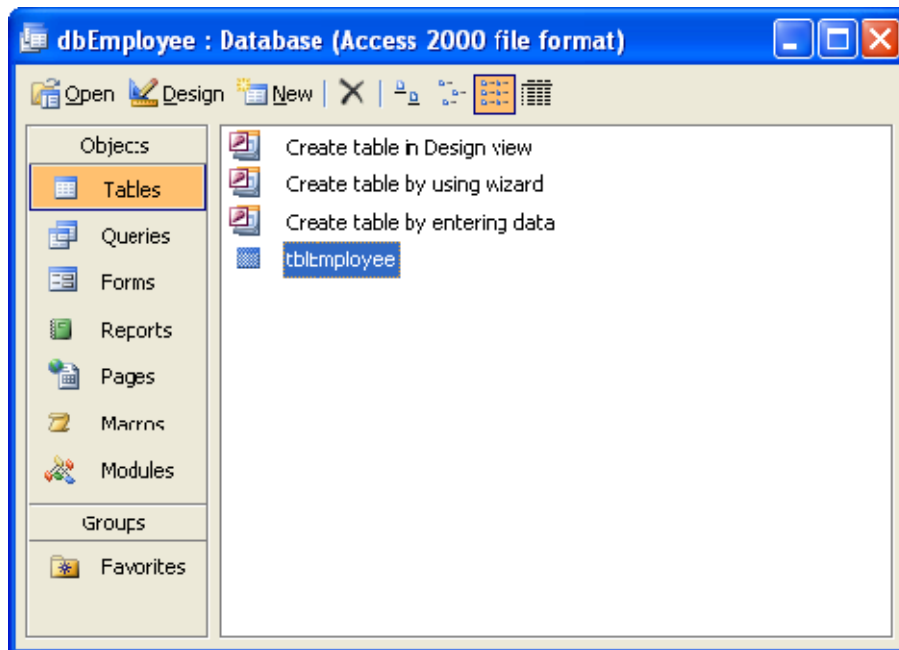 dbEmployee : Database (Access 2000 file format)
Open Design New
Objects
Tables
Queries
Forms
Reports
Pages
Macros
Modules
Groups
Favorites
Create table in Design view
Create table by using wizard
Create table by entering data
tblEmployee